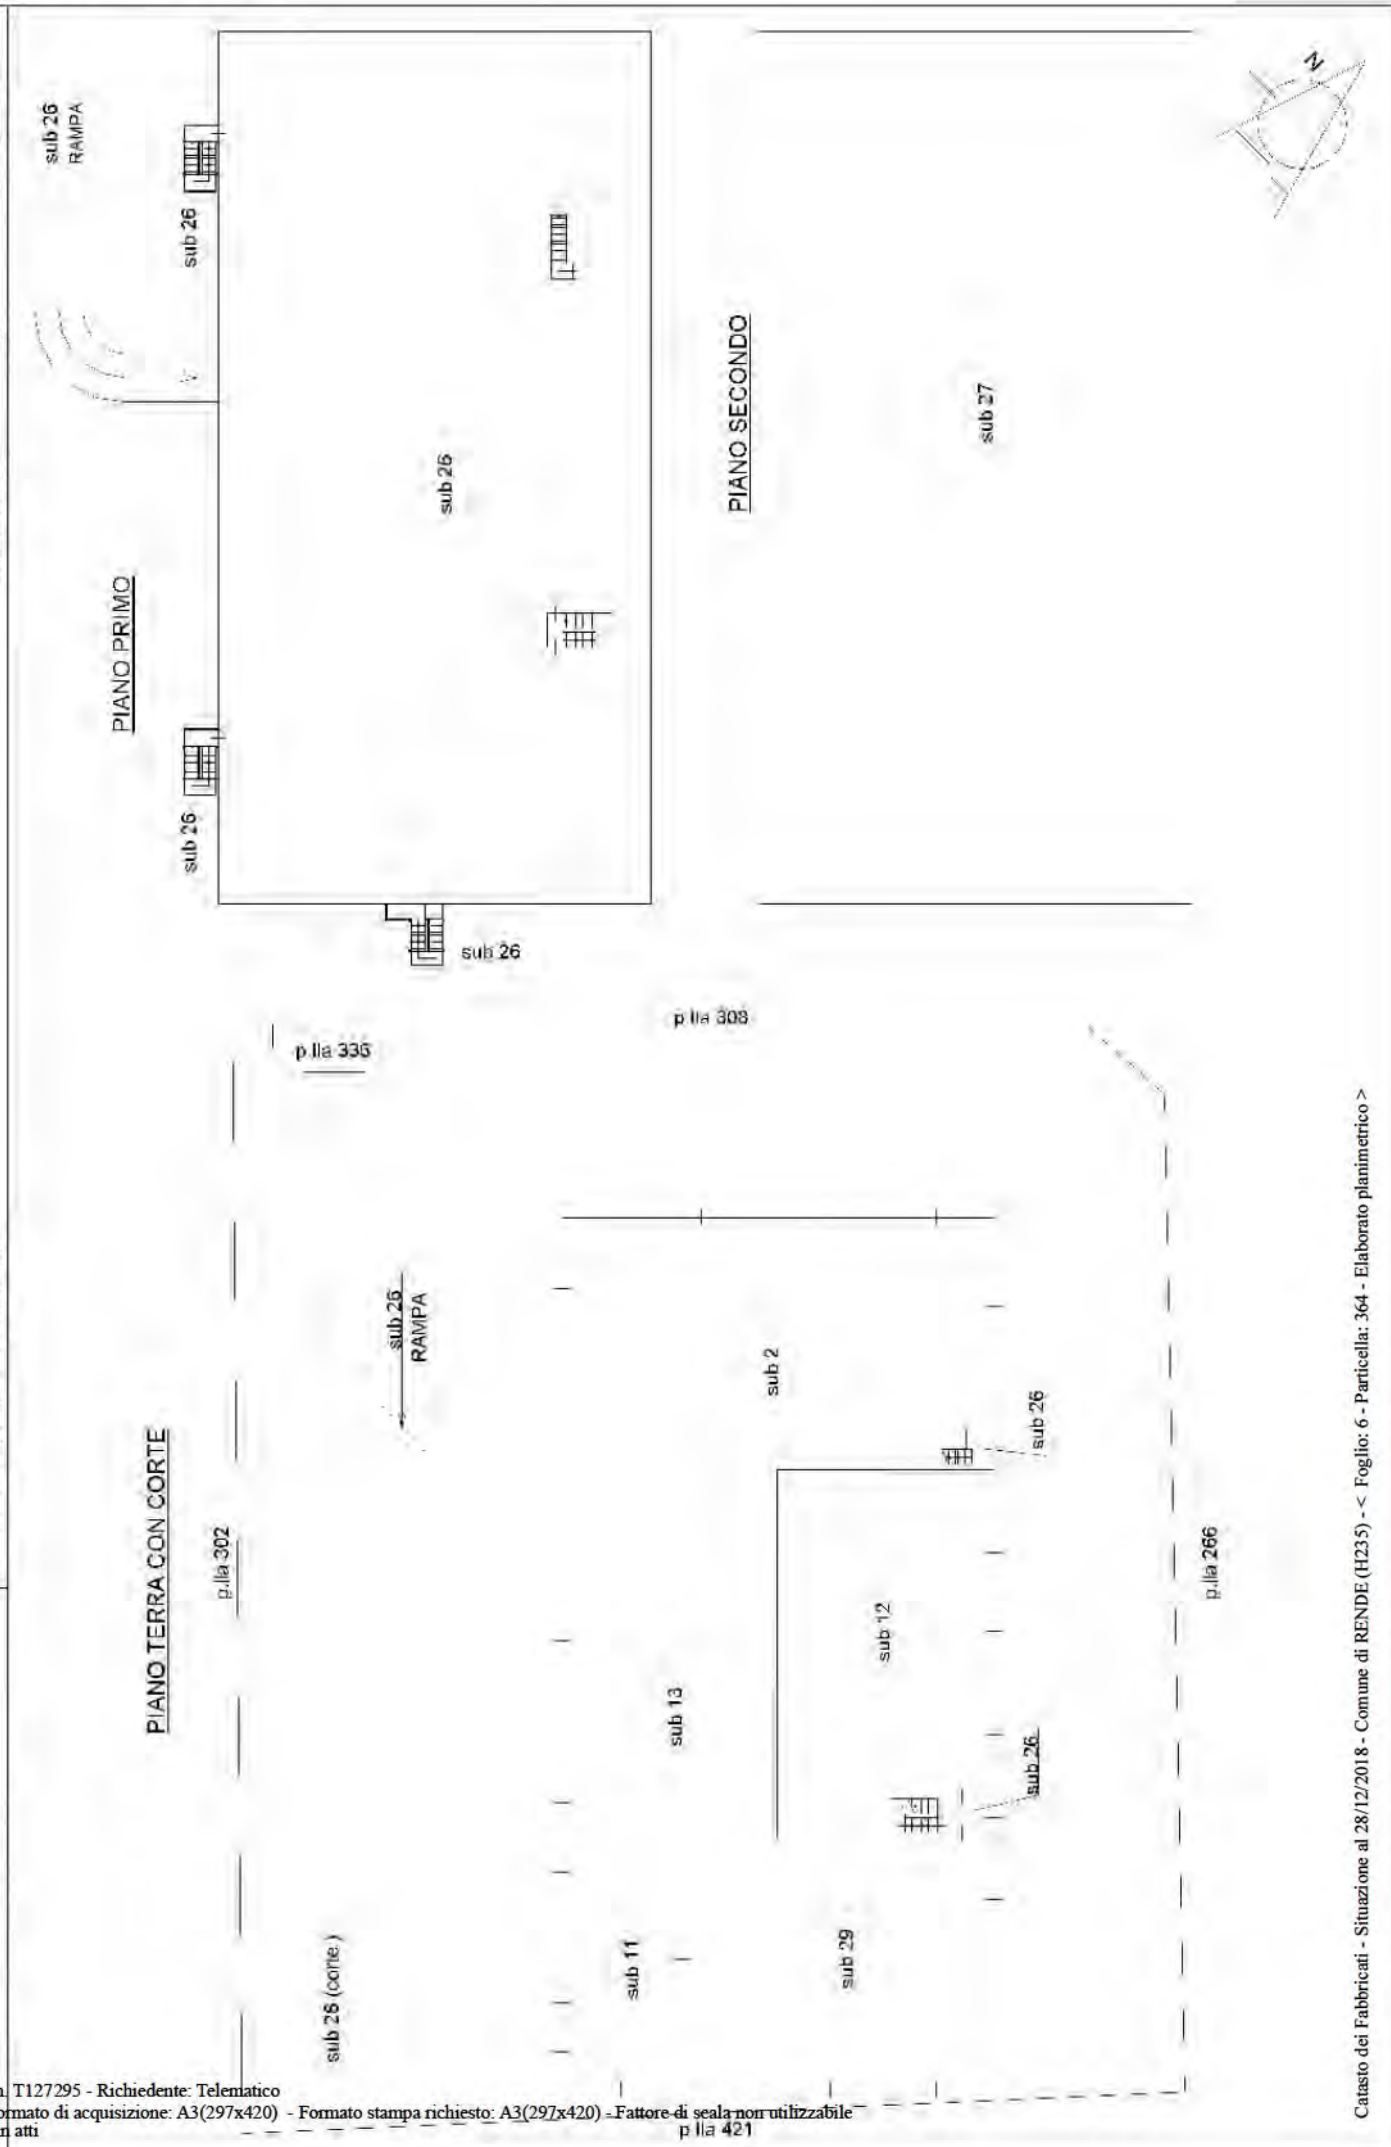 sub 26
RAMPA
sub 26
PIANO PRIMO
sub 26
sub 26
sub 26
PIANO SECONDO
sub 27
N
p.lla 336
p.lla 303
PIANO TERRA CON CORTE
p.lla 302
sub 26
RAMPA
sub 2
sub 26
sub 12
sub 13
sub 26
p.lla 266
sub 28 (corte)
sub 11
sub 29
p.lla 421
n. T127295 - Richiedente: Telematico
ormato di acquisizione: A3(297x420) - Formato stampa richiesto: A3(297x420) - Fattore di scala non utilizzabile
n atti
Catasto dei Fabbricati - Situazione al 28/12/2018 - Comune di RENDE (H235) - < Foglio: 6 - Particella: 364 - Elaborato planimetrico >